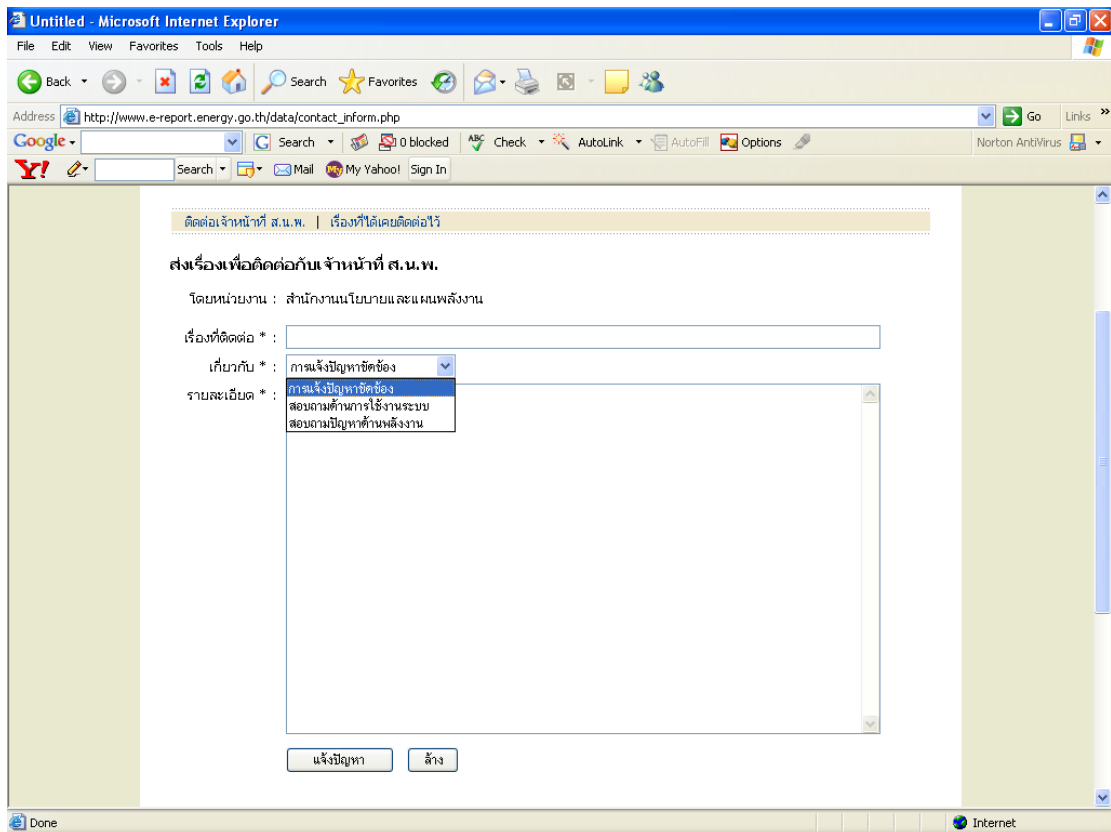 Untitled - Microsoft Internet Explorer
File Edit View Favorites Tools Help
Back Search Favorites
Address http://www.e-report.energy.go.th/data/contact_inform.php Go Links »
Google Search 0 blocked ABC Check AutoLink AutoFill Options Norton AntiVirus
Y! Search Mail My Yahoo! Sign In
ติดต่อเจ้าหน้าที่ ส.น.พ. | เรื่องที่ได้เคยติดต่อไว้
ส่งเรื่องเพื่อติดต่อกับเจ้าหน้าที่ ส.น.พ.
โดยหน่วยงาน : สำนักงานนโยบายและแผนพลังงาน
เรื่องที่ติดต่อ * :
เกี่ยวกับ * : การแจ้งปัญหาขัดข้อง
รายละเอียด * : การแจ้งปัญหาขัดข้อง
สอบถามด้านการใช้งานระบบ
สอบถามปัญหาด้านพลังงาน
แจ้งปัญหา ล้าง
Done Internet